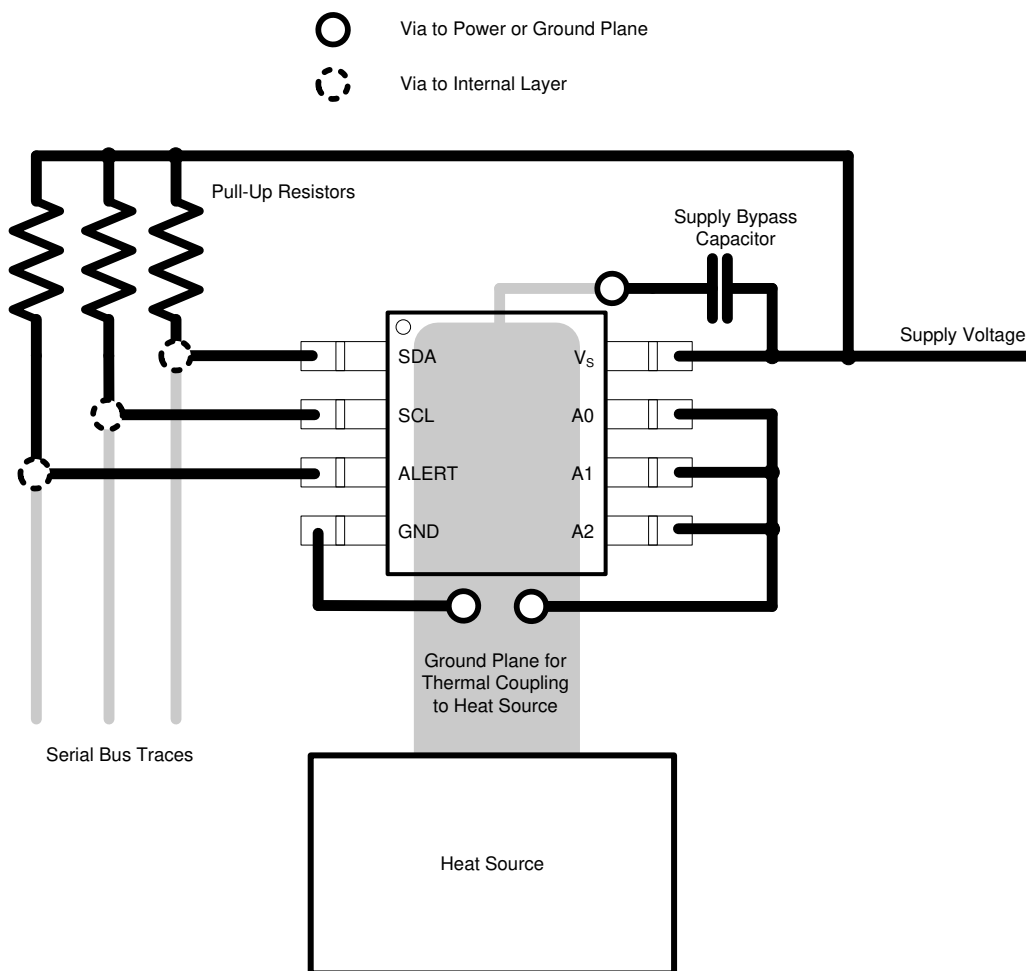 Via to Power or Ground Plane
Via to Internal Layer
Pull-Up Resistors
Supply Bypass
Capacitor
Supply Voltage
SDA
SCL
ALERT
GND
VS
A0
A1
A2
Ground Plane for
Thermal Coupling
to Heat Source
Serial Bus Traces
Heat Source